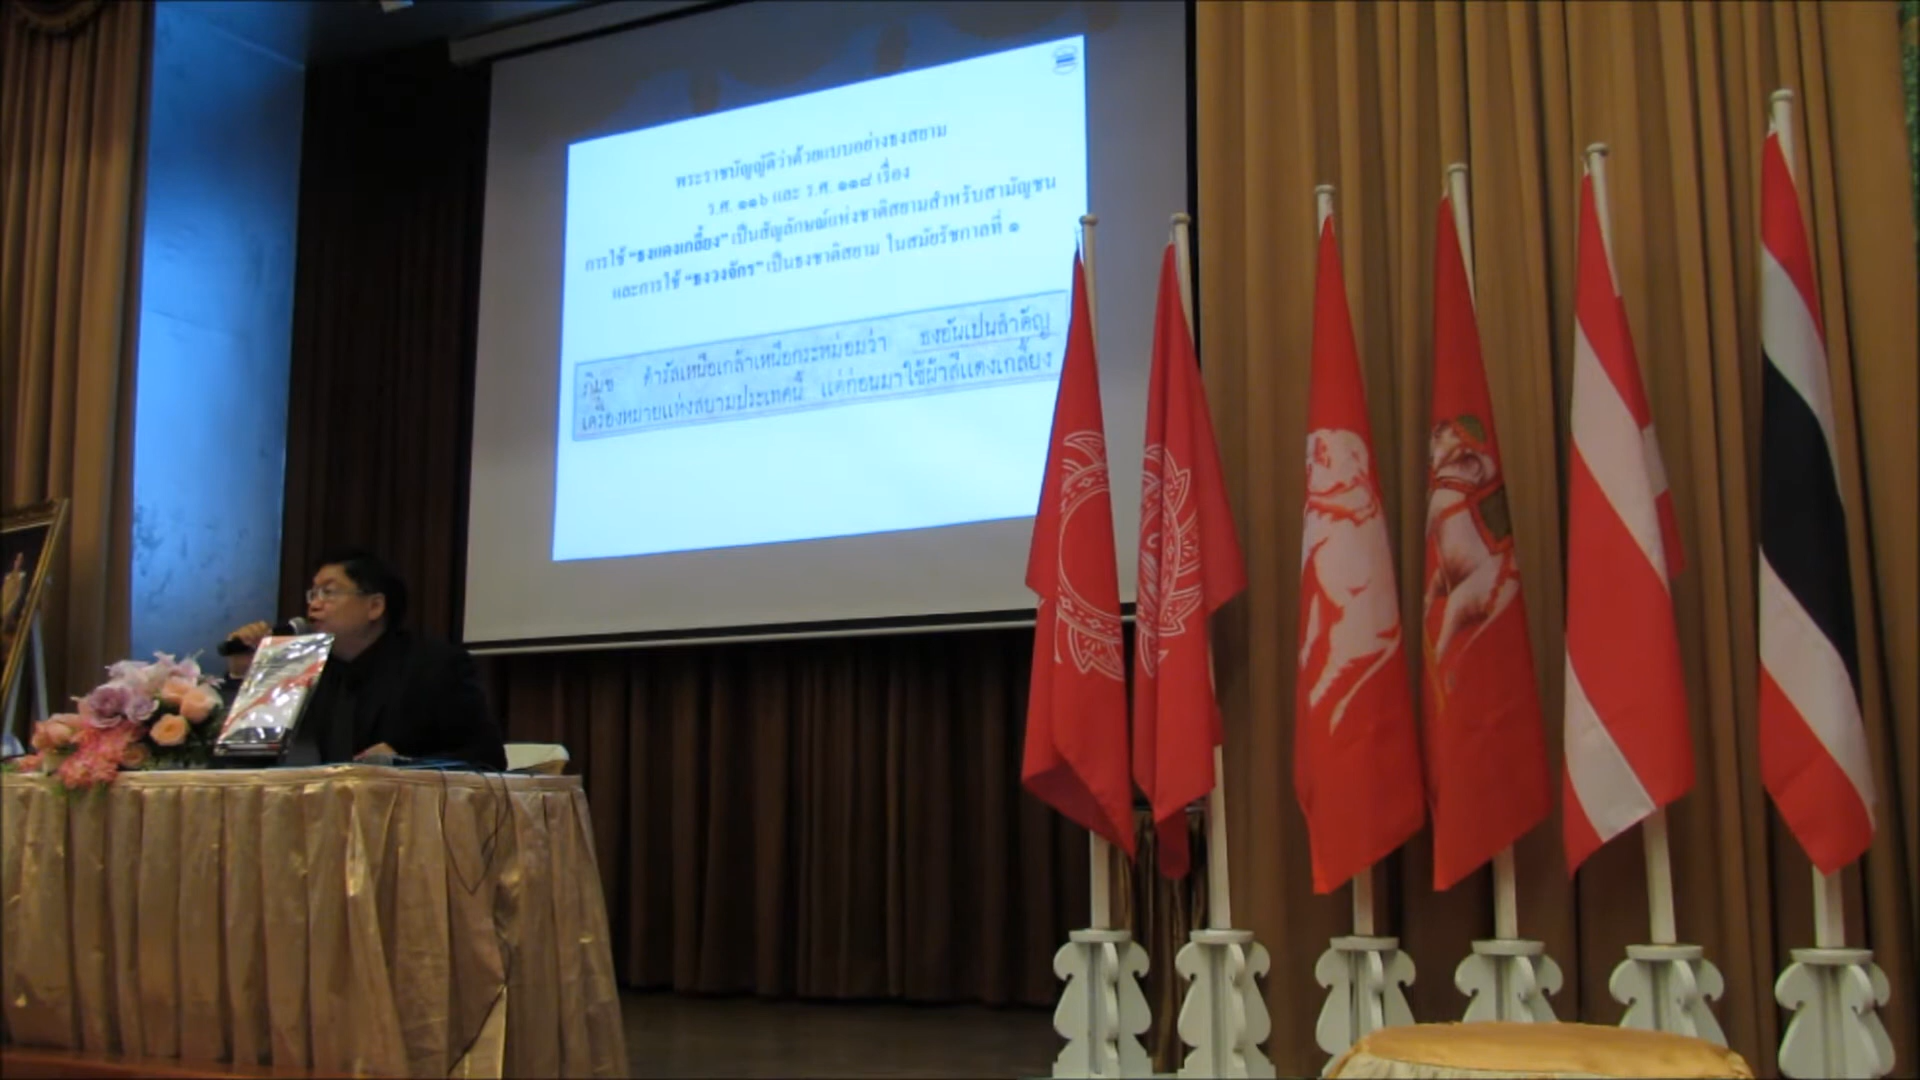 พระราชบัญญัติว่าด้วยแบบอย่างธงสยาม
ร.ศ. ๑๑๖ และ ร.ศ. ๑๑๘ เรื่อง
การใช้ “ธงแดงเกลี้ยง” เป็นสัญลักษณ์แห่งชาติสยามสำหรับสามัญชน
และการใช้ “ธงวงจักร” เป็นธงชาติสยาม ในสมัยรัชกาลที่ ๑
ดำรัสเหนือเกล้าเหนือกระหม่อมว่า ธงอันเปนสำคัญ
เครื่องหมายแห่งสยามประเทศนี้ แต่ก่อนมาใช้ผ้าสีแดงเกลี้ยง